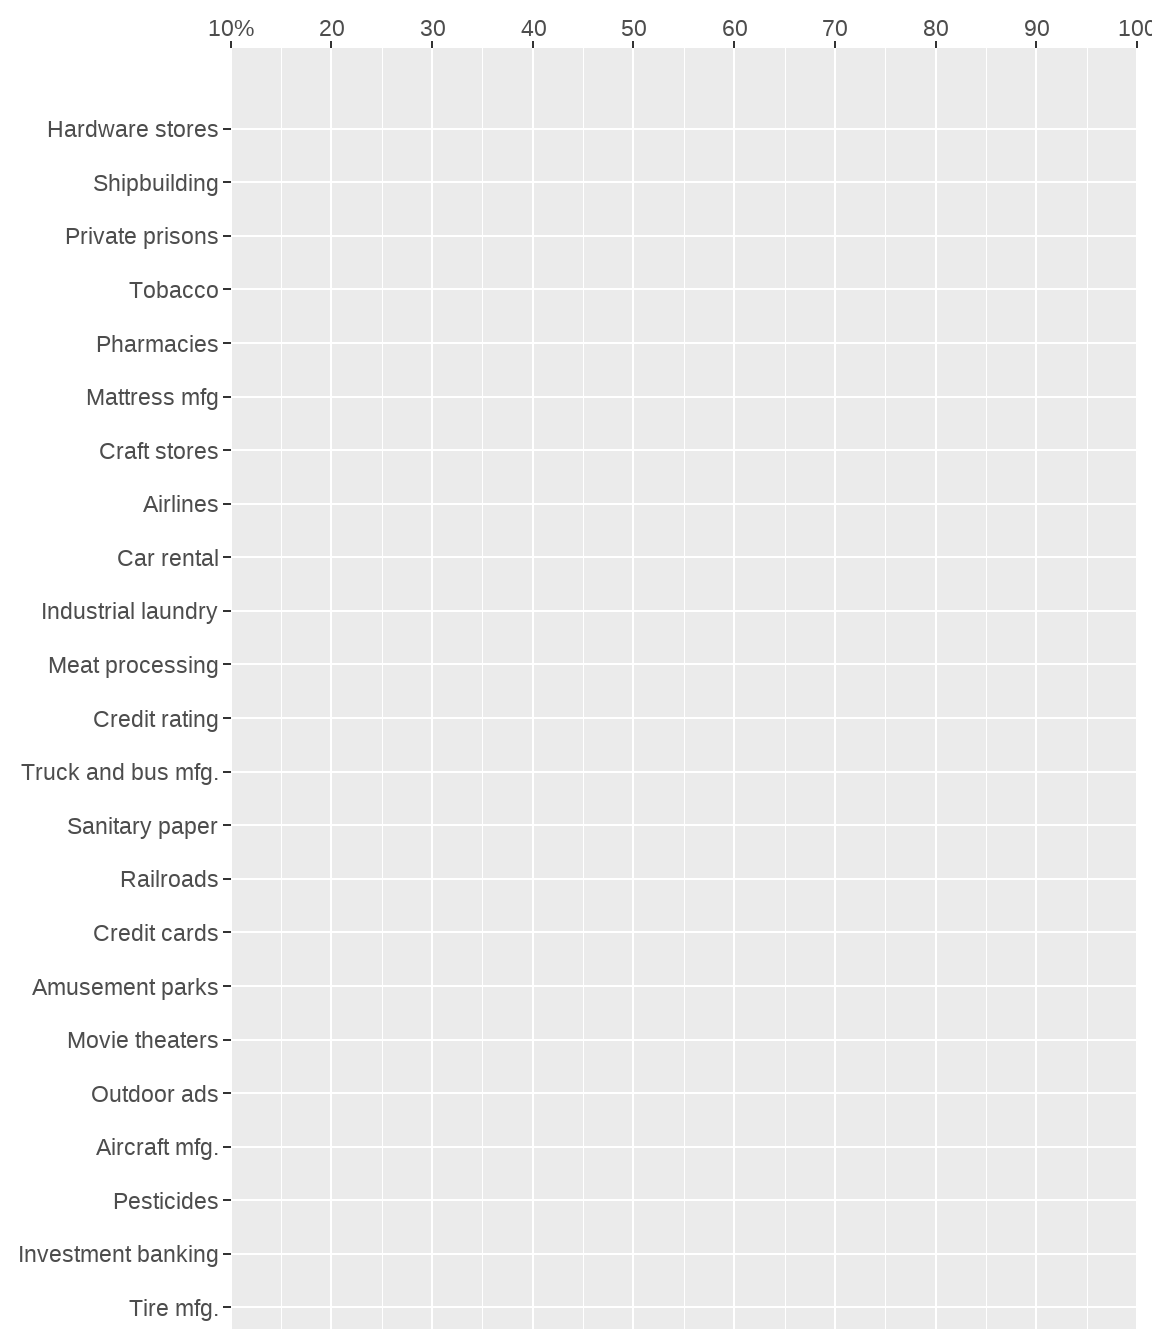 10% 20 30 40 50 60 70 80 90 100
Hardware stores
Shipbuilding
Private prisons
Tobacco
Pharmacies
Mattress mfg
Craft stores
Airlines
Car rental
Industrial laundry
Meat processing
Credit rating
Truck and bus mfg.
Sanitary paper
Railroads
Credit cards
Amusement parks
Movie theaters
Outdoor ads
Aircraft mfg.
Pesticides
Investment banking
Tire mfg.